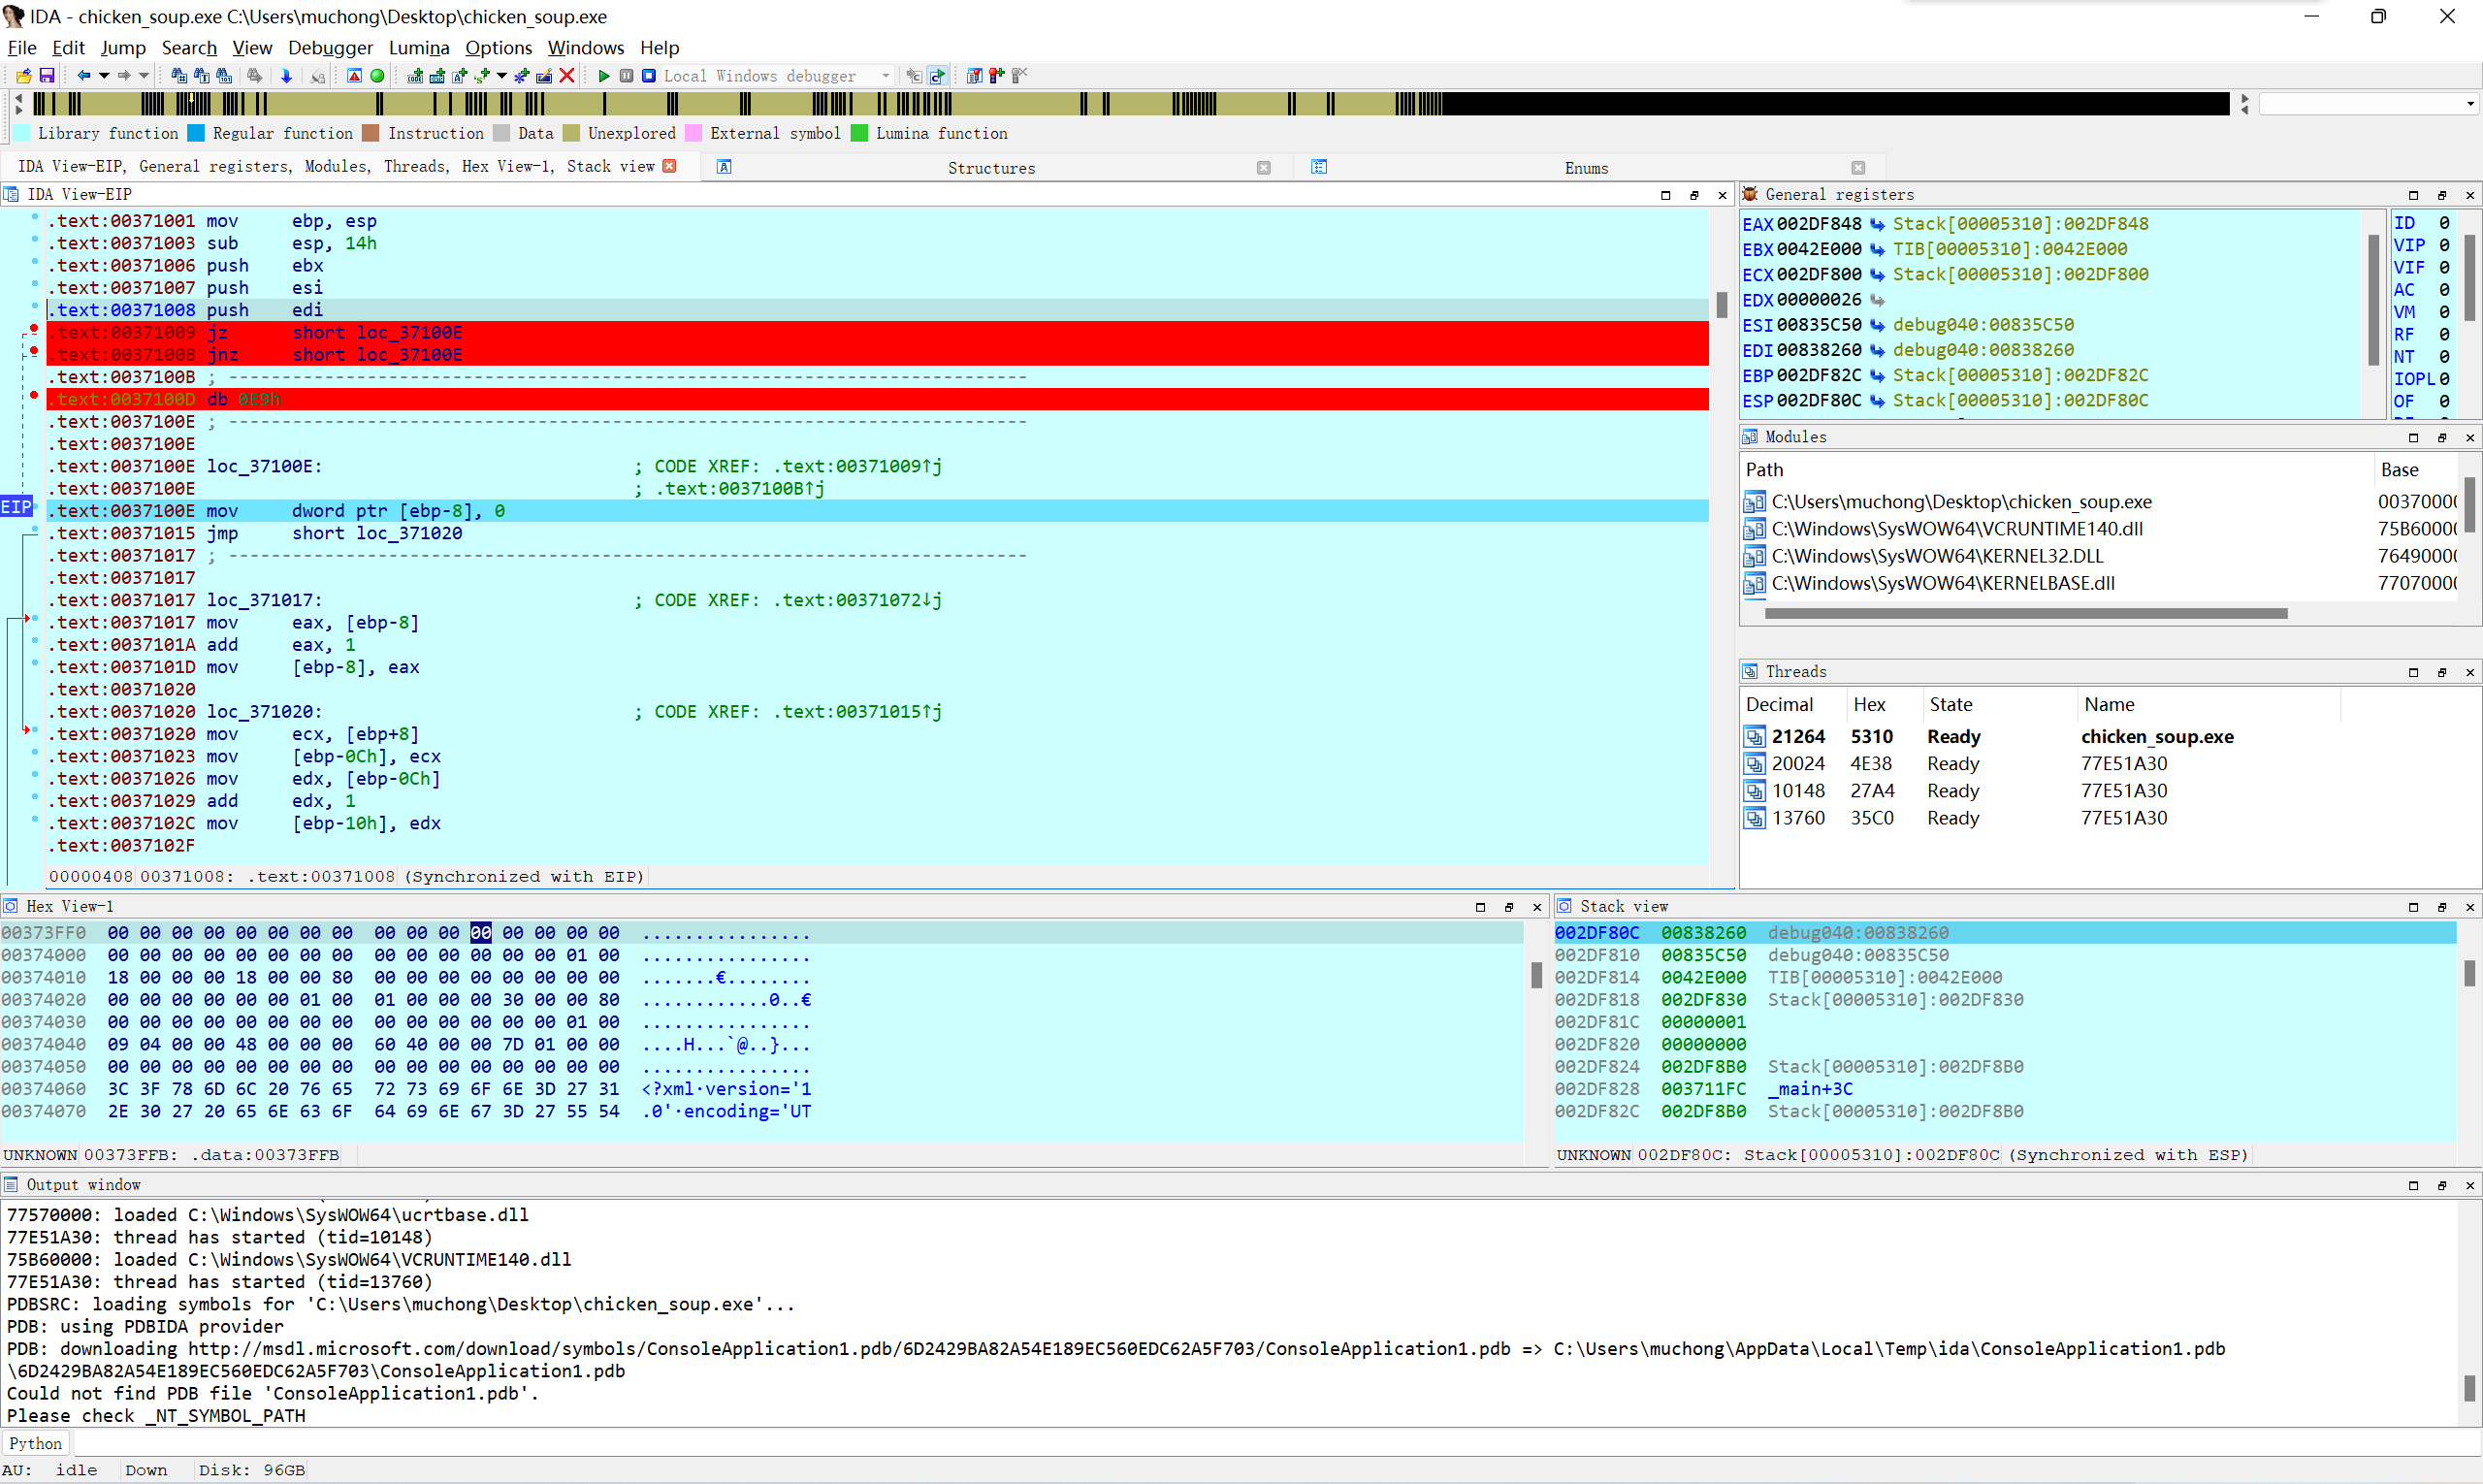 IDA - chicken_soup.exe C:\Users\muchong\Desktop\chicken_soup.exe
File Edit Jump Search View Debugger Lumina Options Windows Help
Local Windows debugger
Library function Regular function Instruction Data Unexplored External symbol Lumina function
IDA View-EIP, General registers, Modules, Threads, Hex View-1, Stack view
Structures
Enums
IDA View-EIP
.text:00371001 mov ebp, esp
.text:00371003 sub esp, 14h
.text:00371006 push ebx
.text:00371007 push esi
.text:00371008 push edi
.text:00371009 jz short loc_37100E
.text:0037100B jnz short loc_37100E
.text:0037100B ; ---------------------------------------------------------------------------
.text:0037100D db 0E9h
.text:0037100E ; ---------------------------------------------------------------------------
.text:0037100E
.text:0037100E loc_37100E: ; CODE XREF: .text:00371009↑j
.text:0037100E ; .text:0037100B↑j
EIP .text:0037100E mov dword ptr [ebp-8], 0
.text:00371015 jmp short loc_371020
.text:00371017 ; ---------------------------------------------------------------------------
.text:00371017
.text:00371017 loc_371017: ; CODE XREF: .text:00371072↓j
.text:00371017 mov eax, [ebp-8]
.text:0037101A add eax, 1
.text:0037101D mov [ebp-8], eax
.text:00371020
.text:00371020 loc_371020: ; CODE XREF: .text:00371015↑j
.text:00371020 mov ecx, [ebp+8]
.text:00371023 mov [ebp-0Ch], ecx
.text:00371026 mov edx, [ebp-0Ch]
.text:00371029 add edx, 1
.text:0037102C mov [ebp-10h], edx
.text:0037102F
00000408 00371008: .text:00371008 (Synchronized with EIP)
General registers
EAX 002DF848 Stack[00005310]:002DF848
EBX 0042E000 TIB[00005310]:0042E000
ECX 002DF800 Stack[00005310]:002DF800
EDX 00000026
ESI 00835C50 debug040:00835C50
EDI 00838260 debug040:00838260
EBP 002DF82C Stack[00005310]:002DF82C
ESP 002DF80C Stack[00005310]:002DF80C
ID 0
VIP 0
VIF 0
AC 0
VM 0
RF 0
NT 0
IOPL 0
OF 0
Modules
Path Base
C:\Users\muchong\Desktop\chicken_soup.exe 0037000
C:\Windows\SysWOW64\VCRUNTIME140.dll 75B6000
C:\Windows\SysWOW64\KERNEL32.DLL 7649000
C:\Windows\SysWOW64\KERNELBASE.dll 7707000
Threads
Decimal Hex State Name
21264 5310 Ready chicken_soup.exe
20024 4E38 Ready 77E51A30
10148 27A4 Ready 77E51A30
13760 35C0 Ready 77E51A30
Hex View-1
00373FF0 00 00 00 00 00 00 00 00 00 00 00 00 00 00 00 00 ................
00374000 00 00 00 00 00 00 00 00 00 00 00 00 00 00 01 00 ................
00374010 18 00 00 00 18 00 00 80 00 00 00 00 00 00 00 00 .......€........
00374020 00 00 00 00 00 00 01 00 01 00 00 00 30 00 00 80 ............0..€
00374030 00 00 00 00 00 00 00 00 00 00 00 00 00 00 01 00 ................
00374040 09 04 00 00 48 00 00 00 60 40 00 00 7D 01 00 00 ....H...`@..}...
00374050 00 00 00 00 00 00 00 00 00 00 00 00 00 00 00 00 ................
00374060 3C 3F 78 6D 6C 20 76 65 72 73 69 6F 6E 3D 27 31 <?xml·version='1
00374070 2E 30 27 20 65 6E 63 6F 64 69 6E 67 3D 27 55 54 .0'·encoding='UT
UNKNOWN 00373FFB: .data:00373FFB
Stack view
002DF80C 00838260 debug040:00838260
002DF810 00835C50 debug040:00835C50
002DF814 0042E000 TIB[00005310]:0042E000
002DF818 002DF830 Stack[00005310]:002DF830
002DF81C 00000001
002DF820 00000000
002DF824 002DF8B0 Stack[00005310]:002DF8B0
002DF828 003711FC _main+3C
002DF82C 002DF8B0 Stack[00005310]:002DF8B0
UNKNOWN 002DF80C: Stack[00005310]:002DF80C (Synchronized with ESP)
Output window
77570000: loaded C:\Windows\SysWOW64\ucrtbase.dll
77E51A30: thread has started (tid=10148)
75B60000: loaded C:\Windows\SysWOW64\VCRUNTIME140.dll
77E51A30: thread has started (tid=13760)
PDBSRC: loading symbols for 'C:\Users\muchong\Desktop\chicken_soup.exe'...
PDB: using PDBIDA provider
PDB: downloading http://msdl.microsoft.com/download/symbols/ConsoleApplication1.pdb/6D2429BA82A54E189EC560EDC62A5F703/ConsoleApplication1.pdb => C:\Users\muchong\AppData\Local\Temp\ida\ConsoleApplication1.pdb
\6D2429BA82A54E189EC560EDC62A5F703\ConsoleApplication1.pdb
Could not find PDB file 'ConsoleApplication1.pdb'.
Please check _NT_SYMBOL_PATH
Python
AU: idle Down Disk: 96GB